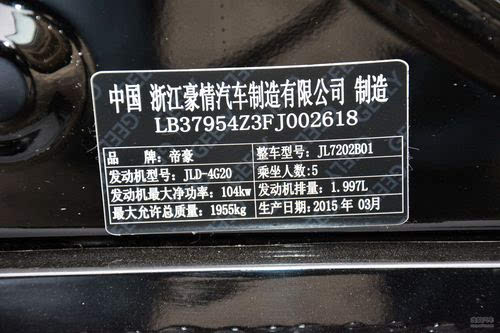 中国 浙江豪情汽车制造有限公司 制造
LB37954Z3FJ002618
品 牌：帝豪 整车型号：JL7202B01
发动机型号：JLD-4G20 乘坐人数：5
发动机最大净功率：104kw 发动机排量：1.997L
最大允许总质量：1955kg 生产日期：2015 年 03月